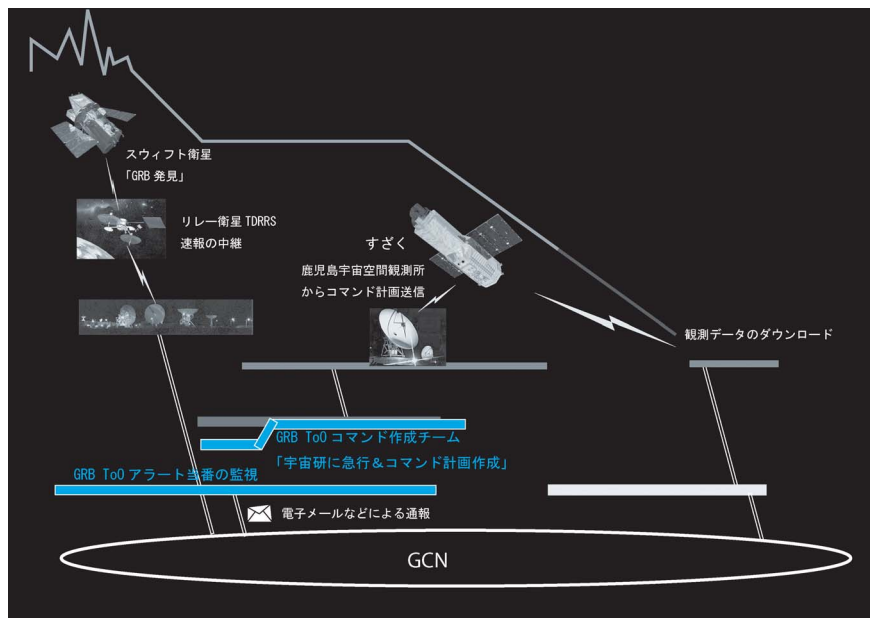 スウィフト衛星
「GRB 発見」
リレー衛星 TDRRS
速報の中継
すざく
鹿児島宇宙空間観測所
からコマンド計画送信
観測データのダウンロード
GRB ToO コマンド作成チーム
「宇宙研に急行＆コマンド計画作成」
GRB ToO アラート当番の監視
電子メールなどによる通報
GCN